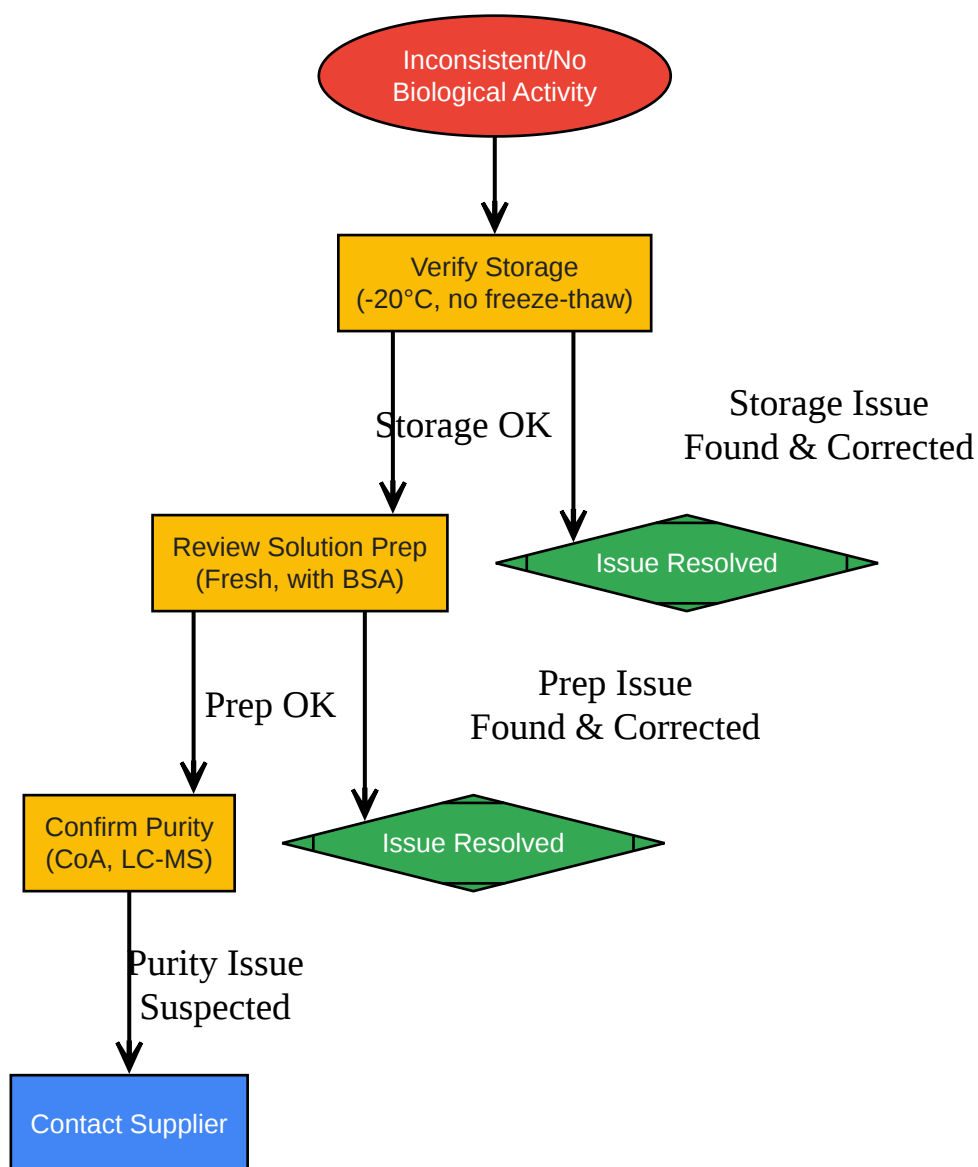 Inconsistent/No
Biological Activity
Verify Storage
(-20°C, no freeze-thaw)
Storage OK
Storage Issue
Found & Corrected
Review Solution Prep
(Fresh, with BSA)
Issue Resolved
Prep OK
Prep Issue
Found & Corrected
Confirm Purity
(CoA, LC-MS)
Issue Resolved
Purity Issue
Suspected
Contact Supplier